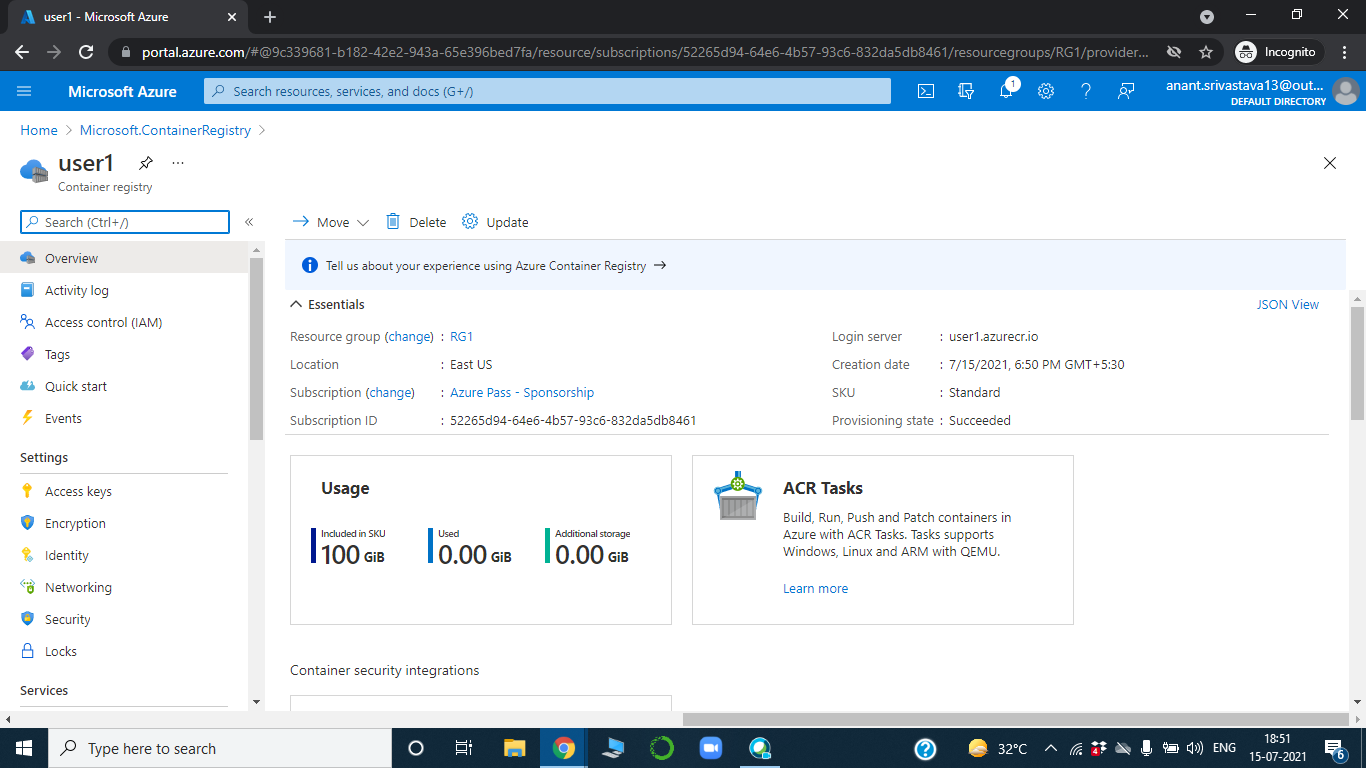 user1 - Microsoft Azure
portal.azure.com/#@9c339681-b182-42e2-943a-65e396bed7fa/resource/subscriptions/52265d94-64e6-4b57-93c6-832da5db8461/resourcegroups/RG1/provider...
Incognito
Microsoft Azure
Search resources, services, and docs (G+/)
1
anant.srivastava13@out...
DEFAULT DIRECTORY
Home > Microsoft.ContainerRegistry >
user1
...
Container registry
Search (Ctrl+/)
«
Overview
Activity log
Access control (IAM)
Tags
Quick start
Events
Settings
Access keys
Encryption
Identity
Networking
Security
Locks
Services
Move
Delete
Update
Tell us about your experience using Azure Container Registry →
Essentials
JSON View
Resource group (change) : RG1
Location : East US
Subscription (change) : Azure Pass - Sponsorship
Subscription ID : 52265d94-64e6-4b57-93c6-832da5db8461
Login server : user1.azurecr.io
Creation date : 7/15/2021, 6:50 PM GMT+5:30
SKU : Standard
Provisioning state : Succeeded
Usage
Included in SKU
100 GiB
Used
0.00 GiB
Additional storage
0.00 GiB
ACR Tasks
Build, Run, Push and Patch containers in
Azure with ACR Tasks. Tasks supports
Windows, Linux and ARM with QEMU.
Learn more
Container security integrations
Type here to search
32°C
4
ENG
18:51
15-07-2021
6